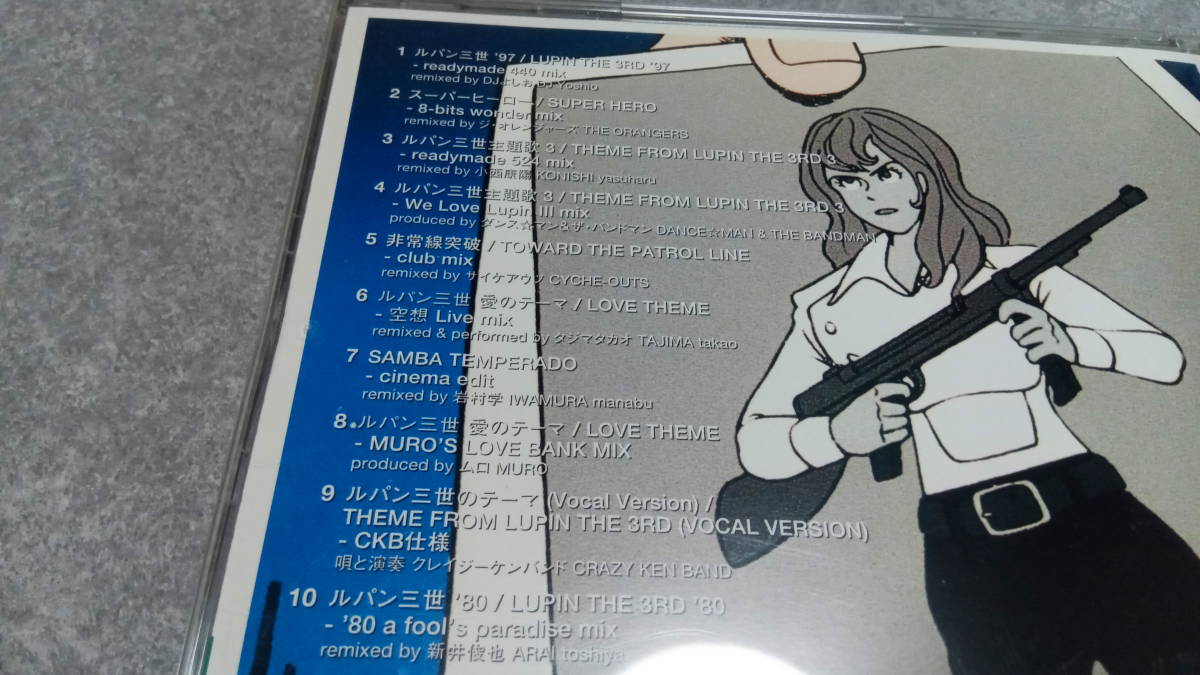 1 ルパン三世 '97 / LUPIN THE 3RD '97
- readymade 440 mix
remixed by DJよしお DJ Yoshio
2 スーパーヒーロー / SUPER HERO
- 8-bits wonder mix
remixed by ジ・オレンジャーズ THE ORANGERS
3 ルパン三世主題歌 3 / THEME FROM LUPIN THE 3RD 3
- readymade 524 mix
remixed by 小西康陽 KONISHI yasuharu
4 ルパン三世主題歌 3 / THEME FROM LUPIN THE 3RD 3
- We Love Lupin III mix
produced by ダンス☆マン&ザ・バンドマン DANCE☆MAN & THE BANDMAN
5 非常線突破 / TOWARD THE PATROL LINE
- club mix
remixed by サイケアウツ CYCHE-OUTS
6 ルパン三世 愛のテーマ / LOVE THEME
- 空想 Live mix
remixed & performed by タジマタカオ TAJIMA takao
7 SAMBA TEMPERADO
- cinema edit
remixed by 岩村学 IWAMURA manabu
8 ルパン三世 愛のテーマ / LOVE THEME
- MURO'S LOVE BANK MIX
produced by ムロ MURO
9 ルパン三世のテーマ (Vocal Version) /
THEME FROM LUPIN THE 3RD (VOCAL VERSION)
- CKB仕様
唄と演奏 クレイジーケンバンド CRAZY KEN BAND
10 ルパン三世 '80 / LUPIN THE 3RD '80
- '80 a fool's paradise mix
remixed by 新井俊也 ARAI toshiya